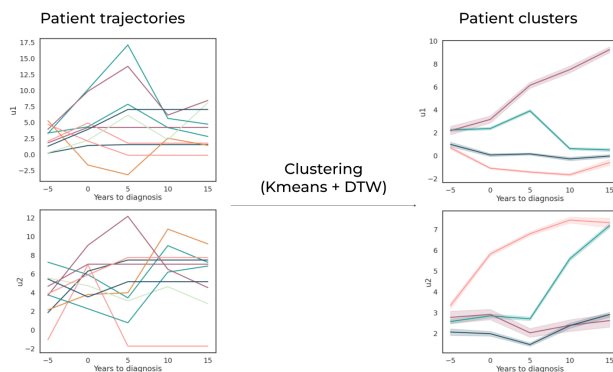 Patient trajectories
Patient clusters
17.5
15.0
12.5
10.0
7.5
5.0
2.5
0.0
−2.5
u1
−5 0 5 10 15
Years to diagnosis
10
8
6
4
2
0
−2
u1
−5 0 5 10 15
Years to diagnosis
Clustering
(Kmeans + DTW)
12
10
8
6
4
2
0
−2
u2
−5 0 5 10 15
Years to diagnosis
7
6
5
4
3
2
u2
−5 0 5 10 15
Years to diagnosis